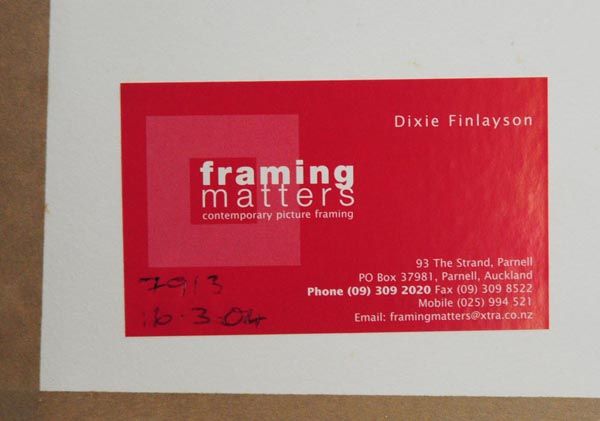 Dixie Finlayson
framing
matters
contemporary picture framing
93 The Strand, Parnell
PO Box 37981, Parnell, Auckland
Phone (09) 309 2020 Fax (09) 309 8522
Mobile (025) 994 521
Email: framingmatters@xtra.co.nz
7913
16.3.04